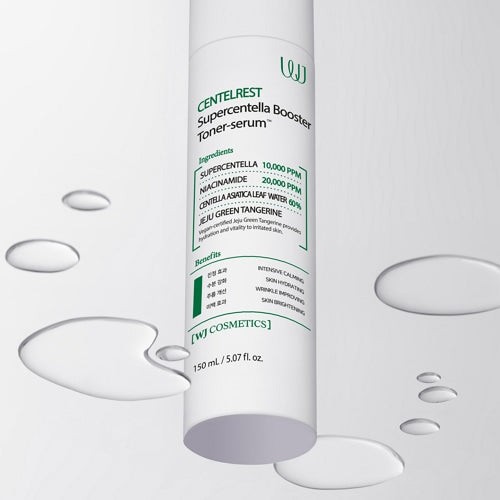 WJ
CENTELREST
Supercentella Booster
Toner-serum™
Ingredients
SUPERCENTELLA 10,000 PPM
NIACINAMIDE 20,000 PPM
CENTELLA ASIATICA LEAF WATER 60%
JEJU GREEN TANGERINE
Vegan-certified Jeju Green Tangerine provides
hydration and vitality to irritated skin.
Benefits
진정 효과 INTENSIVE CALMING
수분 강화 SKIN HYDRATING
주름 개선 WRINKLE IMPROVING
미백 효과 SKIN BRIGHTENING
[WJ COSMETICS]
150 mL / 5.07 fl. oz.